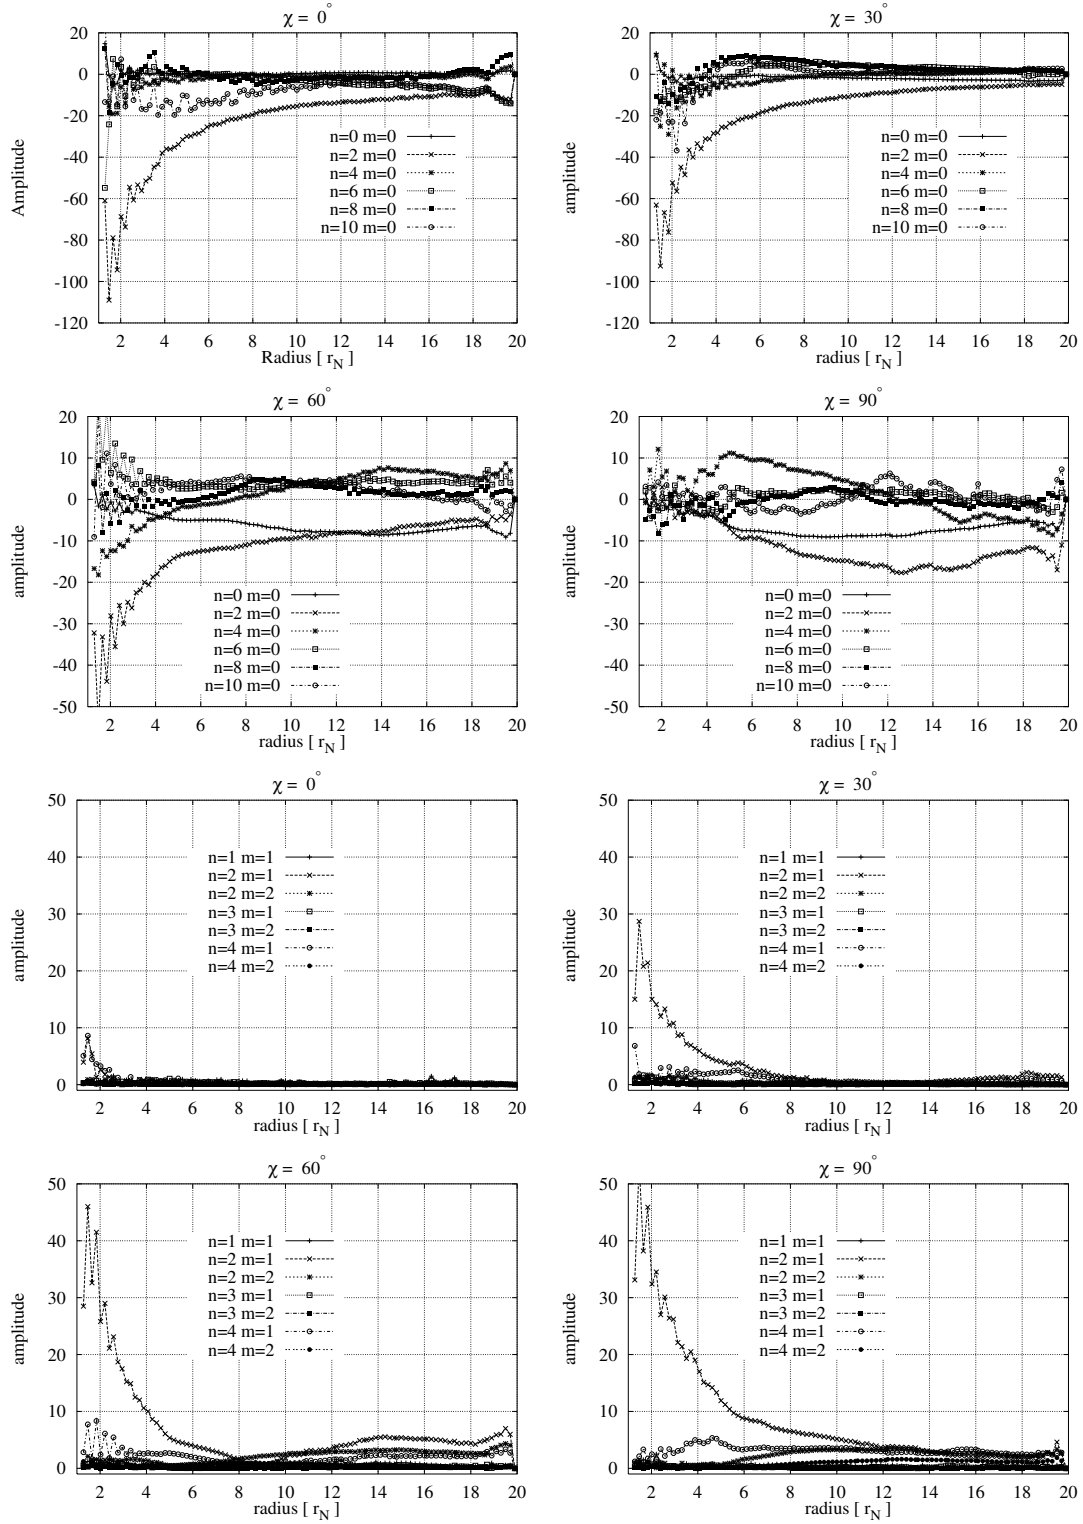 χ = 0°
20
0
-20
-40
-60
-80
-100
-120
Amplitude
n=0 m=0
n=2 m=0
n=4 m=0
n=6 m=0
n=8 m=0
n=10 m=0
2 4 6 8 10 12 14 16 18 20
Radius [ r_N ]
χ = 30°
20
0
-20
-40
-60
-80
-100
-120
amplitude
n=0 m=0
n=2 m=0
n=4 m=0
n=6 m=0
n=8 m=0
n=10 m=0
2 4 6 8 10 12 14 16 18 20
radius [ r_N ]
χ = 60°
20
10
0
-10
-20
-30
-40
-50
amplitude
n=0 m=0
n=2 m=0
n=4 m=0
n=6 m=0
n=8 m=0
n=10 m=0
2 4 6 8 10 12 14 16 18 20
radius [ r_N ]
χ = 90°
20
10
0
-10
-20
-30
-40
-50
amplitude
n=0 m=0
n=2 m=0
n=4 m=0
n=6 m=0
n=8 m=0
n=10 m=0
2 4 6 8 10 12 14 16 18 20
radius [ r_N ]
χ = 0°
50
40
30
20
10
0
amplitude
n=1 m=1
n=2 m=1
n=2 m=2
n=3 m=1
n=3 m=2
n=4 m=1
n=4 m=2
2 4 6 8 10 12 14 16 18 20
radius [ r_N ]
χ = 30°
50
40
30
20
10
0
amplitude
n=1 m=1
n=2 m=1
n=2 m=2
n=3 m=1
n=3 m=2
n=4 m=1
n=4 m=2
2 4 6 8 10 12 14 16 18 20
radius [ r_N ]
χ = 60°
50
40
30
20
10
0
amplitude
n=1 m=1
n=2 m=1
n=2 m=2
n=3 m=1
n=3 m=2
n=4 m=1
n=4 m=2
2 4 6 8 10 12 14 16 18 20
radius [ r_N ]
χ = 90°
50
40
30
20
10
0
amplitude
n=1 m=1
n=2 m=1
n=2 m=2
n=3 m=1
n=3 m=2
n=4 m=1
n=4 m=2
2 4 6 8 10 12 14 16 18 20
radius [ r_N ]